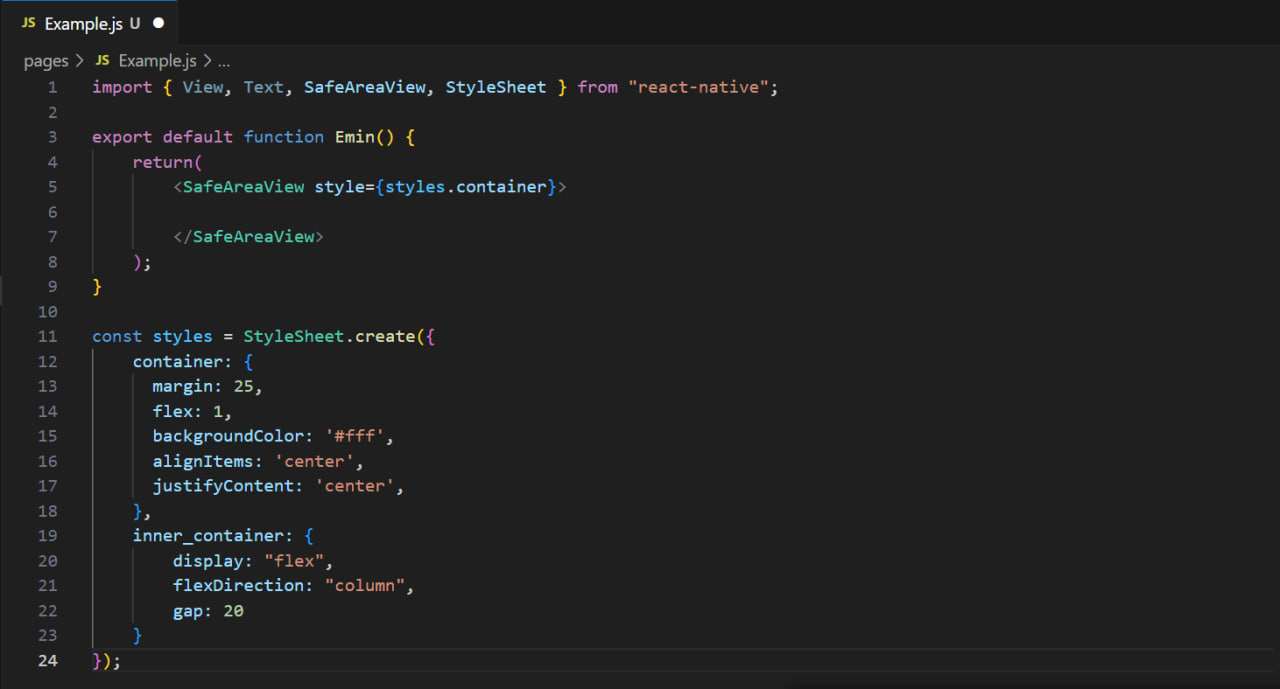 JS Example.js U
pages > JS Example.js > ...
1 import { View, Text, SafeAreaView, StyleSheet } from "react-native";
2
3 export default function Emin() {
4     return(
5         <SafeAreaView style={styles.container}>
6
7         </SafeAreaView>
8     );
9 }
10
11 const styles = StyleSheet.create({
12     container: {
13       margin: 25,
14       flex: 1,
15       backgroundColor: '#fff',
16       alignItems: 'center',
17       justifyContent: 'center',
18     },
19     inner_container: {
20         display: "flex",
21         flexDirection: "column",
22         gap: 20
23     }
24 });